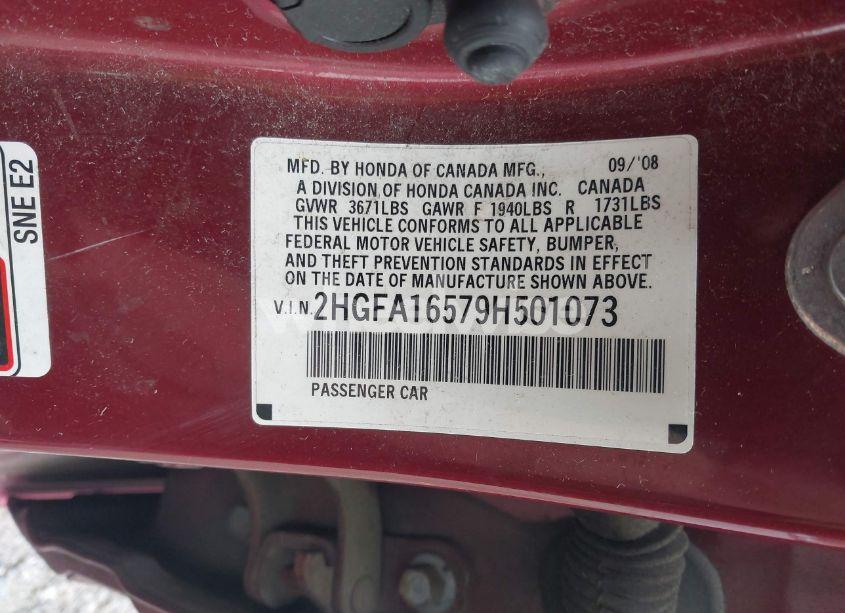 SNE E2
MFD. BY HONDA OF CANADA MFG., 09/'08
A DIVISION OF HONDA CANADA INC. CANADA
GVWR 3671LBS GAWR F 1940LBS R 1731LBS
THIS VEHICLE CONFORMS TO ALL APPLICABLE
FEDERAL MOTOR VEHICLE SAFETY, BUMPER,
AND THEFT PREVENTION STANDARDS IN EFFECT
ON THE DATE OF MANUFACTURE SHOWN ABOVE.
V.I.N. 2HGFA16579H501073
PASSENGER CAR